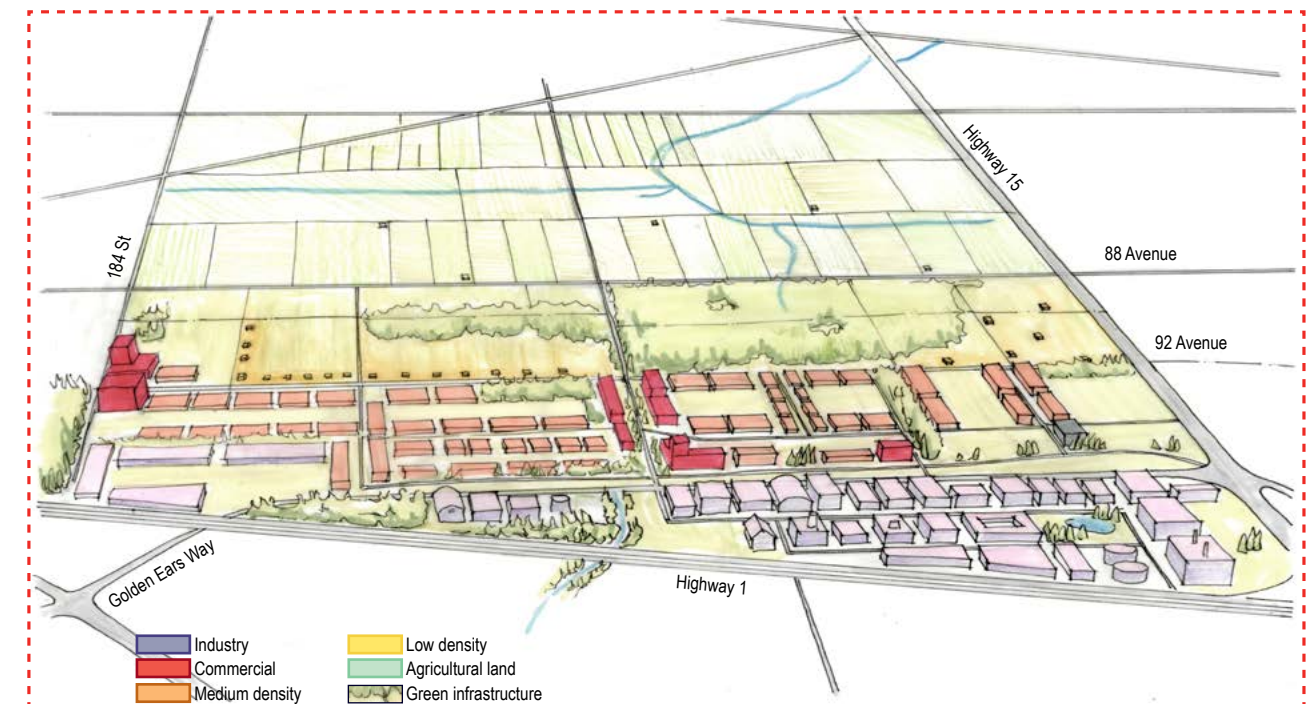 Highway 15
184 St
88 Avenue
92 Avenue
Golden Ears Way
Highway 1
Industry
Commercial
Medium density
Low density
Agricultural land
Green infrastructure